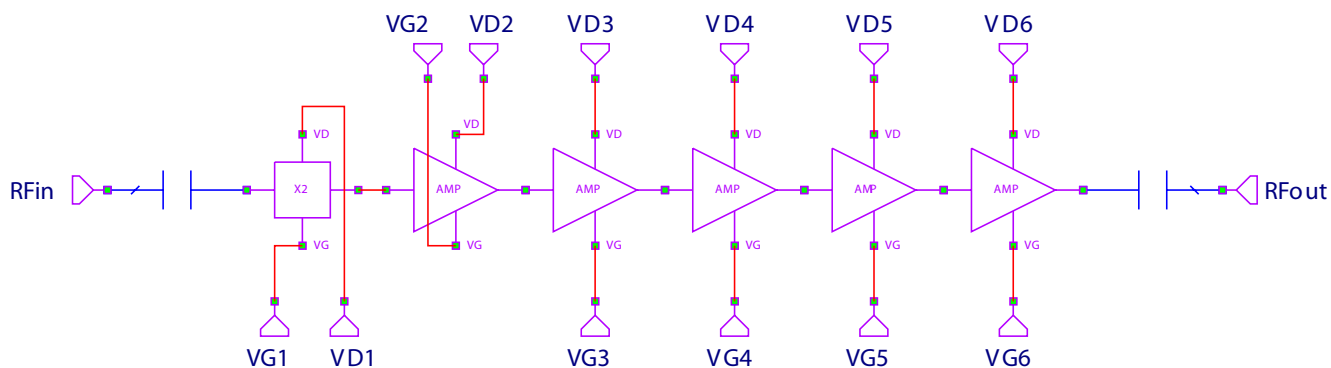 VG2 VD2 VD3 VD4 VD5 VD6
VD VD VD VD VD VD
RFin X2 AMP AMP AMP AMP AMP RFout
VG VG VG VG VG VG
VG1 VD1 VG3 VG4 VG5 VG6